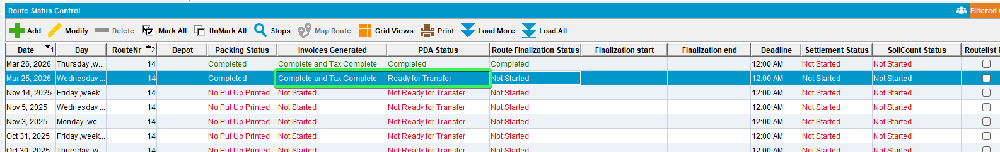 Route Status Control Filtered
Add Modify Delete Mark All UnMark All Stops Map Route Grid Views Print Load More Load All
Date 1 Day RouteNr 2 Depot Packing Status Invoices Generated PDA Status Route Finalization Status Finalization start Finalization end Deadline Settlement Status SoilCount Status Routelist
Mar 26, 2026 Thursday ,w... 14 Completed Complete and Tax Complete Completed Completed 12:00 AM Not Started Not Started
Mar 25, 2026 Wednesday ... 14 Completed Complete and Tax Complete Ready for Transfer Not Started 12:00 AM Not Started Not Started
Nov 14, 2025 Friday ,week... 14 No Put Up Printed Not Started Not Ready for Transfer Not Started 12:00 AM Not Started Not Started
Nov 5, 2025 Wednesday ... 14 No Put Up Printed Not Started Not Ready for Transfer Not Started 12:00 AM Not Started Not Started
Nov 3, 2025 Monday ,we... 14 No Put Up Printed Not Started Not Ready for Transfer Not Started 12:00 AM Not Started Not Started
Oct 31, 2025 Friday ,week... 14 No Put Up Printed Not Started Not Ready for Transfer Not Started 12:00 AM Not Started Not Started
Oct 30, 2025 Thursday ,w... 14 No Put Up Printed Not Started Not Ready for Transfer Not Started 12:00 AM Not Started Not Started